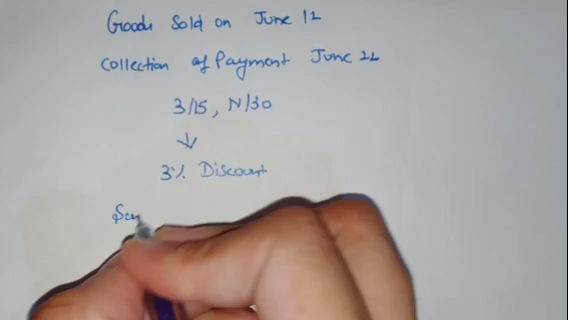 Goods Sold on June 12
Collection of Payment June 22
3/15, N/30
3% Discount